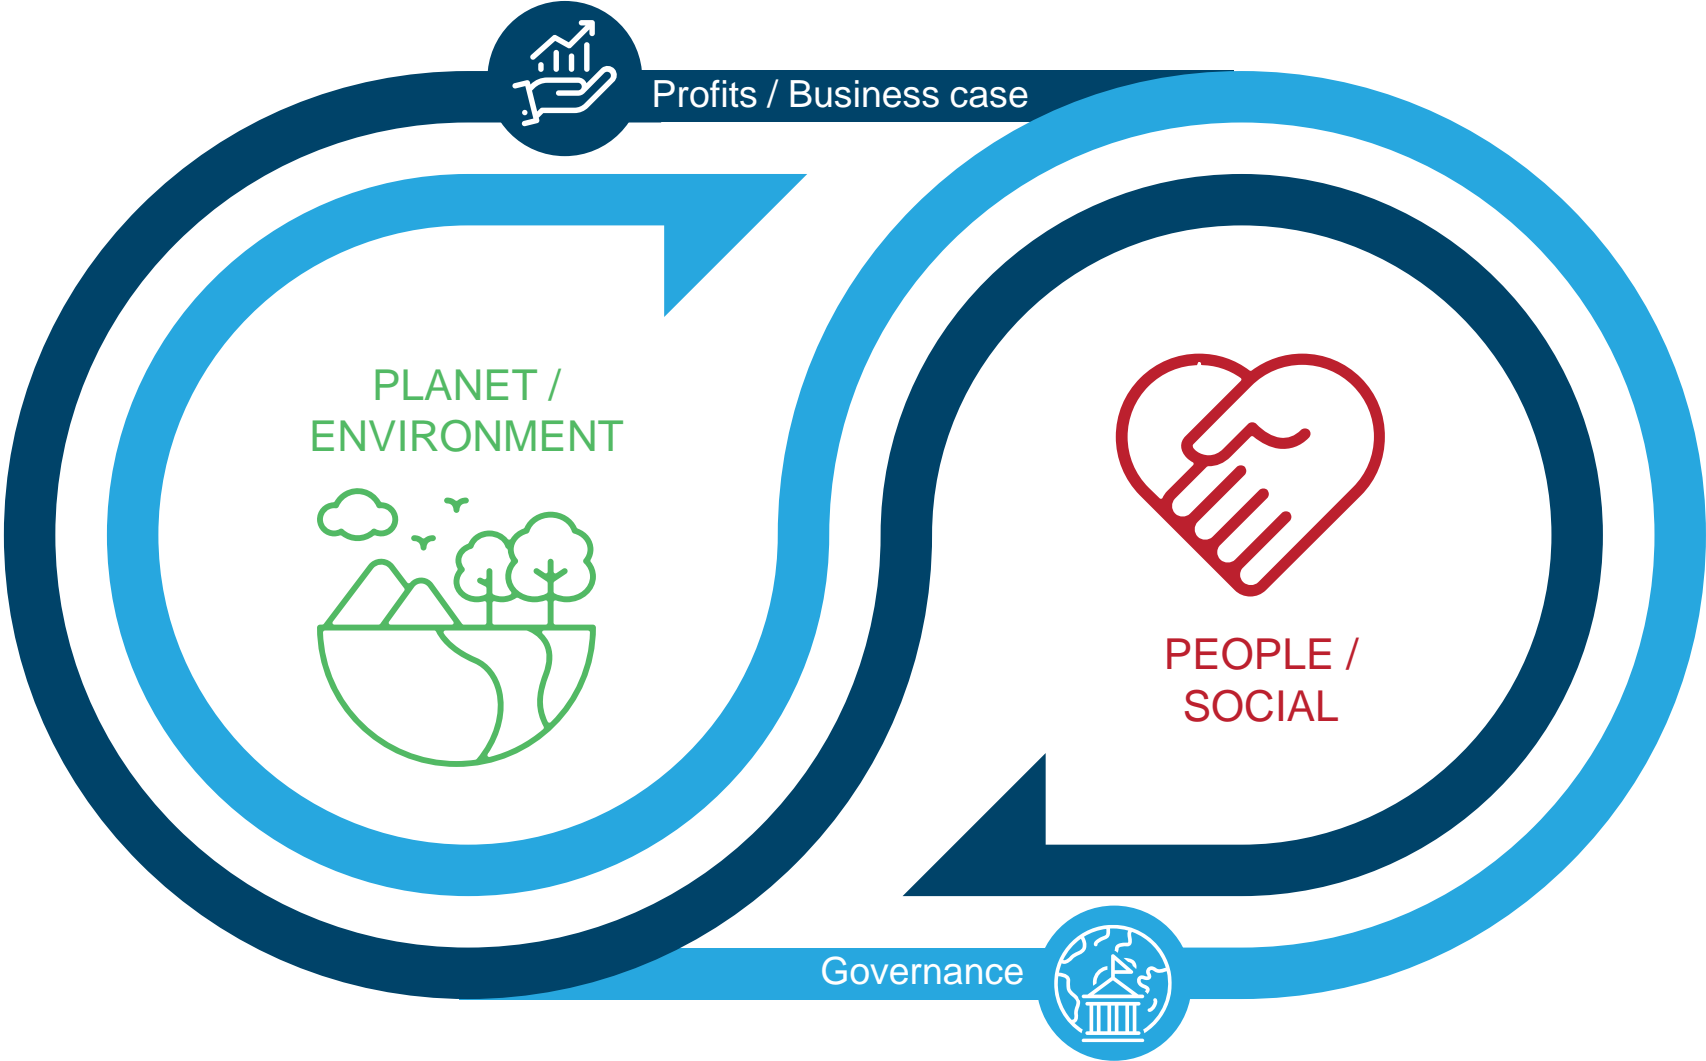 Profits / Business case
PLANET /
ENVIRONMENT
PEOPLE /
SOCIAL
Governance